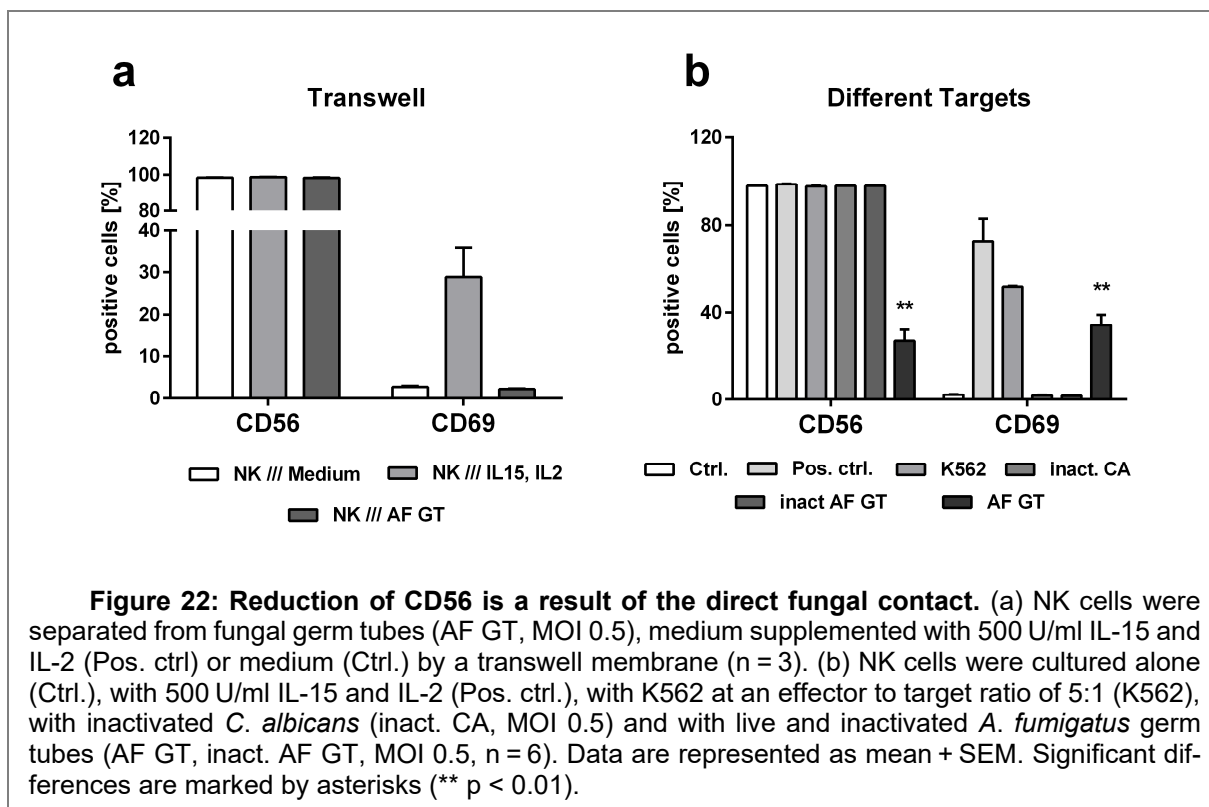 a
Transwell
120
100
80
40
30
20
10
0
positive cells [%]
CD56
CD69
NK /// Medium
NK /// IL15, IL2
NK /// AF GT
b
Different Targets
120
80
40
0
positive cells [%]
**
**
CD56
CD69
Ctrl.
Pos. ctrl.
K562
inact. CA
inact AF GT
AF GT
Figure 22: Reduction of CD56 is a result of the direct fungal contact. (a) NK cells were
separated from fungal germ tubes (AF GT, MOI 0.5), medium supplemented with 500 U/ml IL-15 and
IL-2 (Pos. ctrl) or medium (Ctrl.) by a transwell membrane (n = 3). (b) NK cells were cultured alone
(Ctrl.), with 500 U/ml IL-15 and IL-2 (Pos. ctrl.), with K562 at an effector to target ratio of 5:1 (K562),
with inactivated C. albicans (inact. CA, MOI 0.5) and with live and inactivated A. fumigatus germ
tubes (AF GT, inact. AF GT, MOI 0.5, n = 6). Data are represented as mean + SEM. Significant dif-
ferences are marked by asterisks (** p < 0.01).